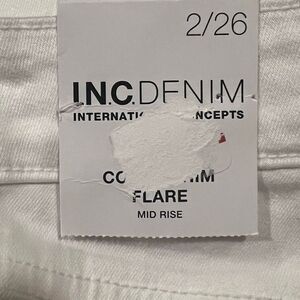 2/26
I.N.C.DENIM
INTERNATI NCEPTS
CO IM
FLARE
MID RISE